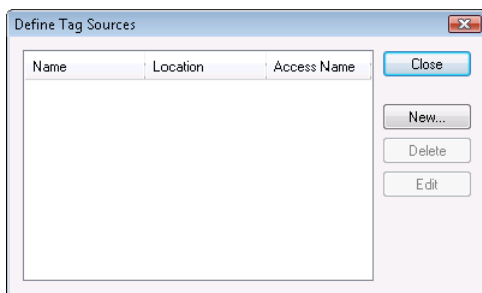 Define Tag Sources
Name Location Access Name
Close
New...
Delete
Edit